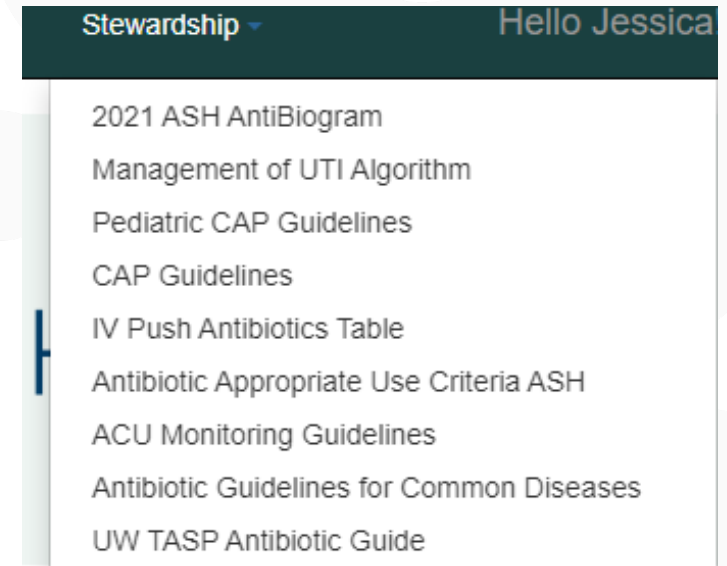 Stewardship
Hello Jessica
2021 ASH AntiBiogram
Management of UTI Algorithm
Pediatric CAP Guidelines
CAP Guidelines
IV Push Antibiotics Table
Antibiotic Appropriate Use Criteria ASH
ACU Monitoring Guidelines
Antibiotic Guidelines for Common Diseases
UW TASP Antibiotic Guide